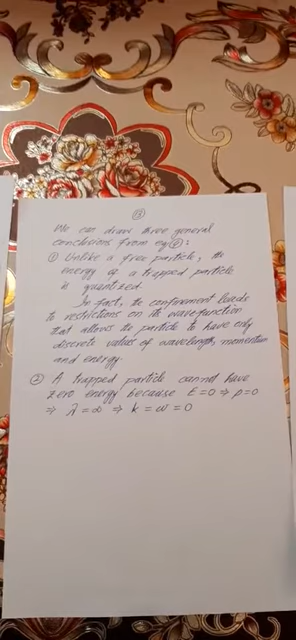 (13)
We can draw three general
conclusions from eq(8):
(1) Unlike a free particle, the
energy of a trapped particle
is quantized.
In fact, the confinement leads
to restrictions on its wavefunction
that allows the particle to have only
discrete values of wavelength, momentum
and energy.
(2) A trapped particle cannot have
zero energy because E=0 ⇒ p=0
⇒ λ=∞ ⇒ k=ω=0